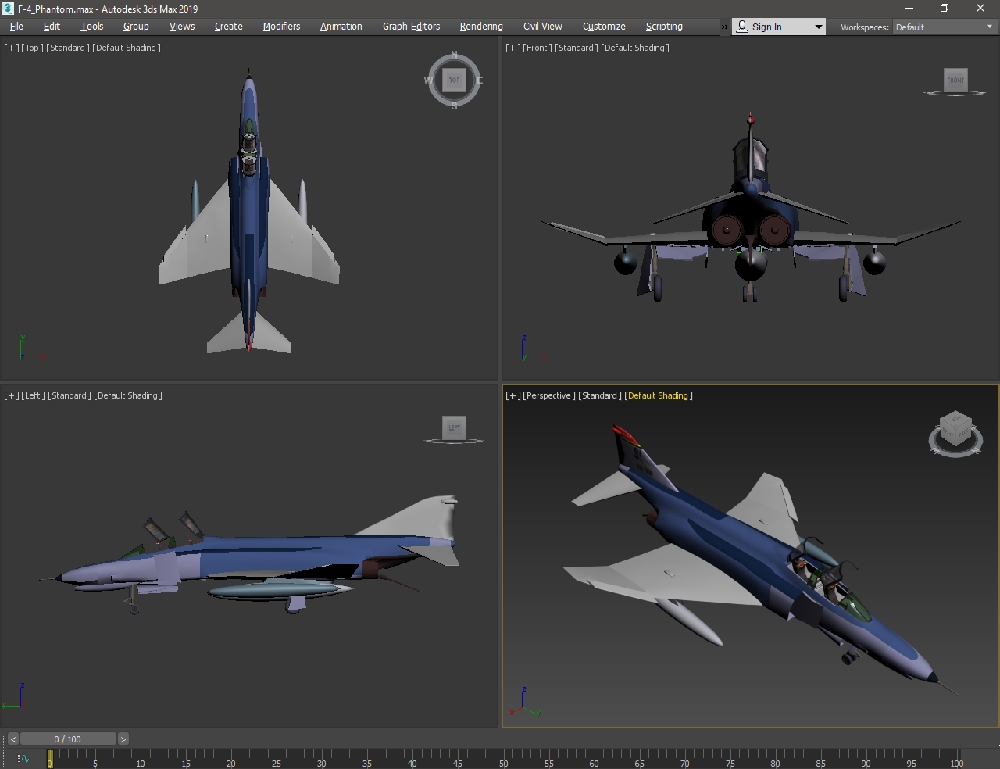 F-4_Phantom.max - Autodesk 3ds Max 2019
File Edit Tools Group Views Create Modifiers Animation Graph Editors Rendering Civil View Customize Scripting » Sign In Workspaces: Default
[+] [Top] [Standard] [Default Shading]
N
W TOP E
S
[+] [Front] [Standard] [Default Shading]
FRONT
[+] [Left] [Standard] [Default Shading]
LEFT
[+] [Perspective] [Standard] [Default Shading]
< 0 / 100 >
0 5 10 15 20 25 30 35 40 45 50 55 60 65 70 75 80 85 90 95 100